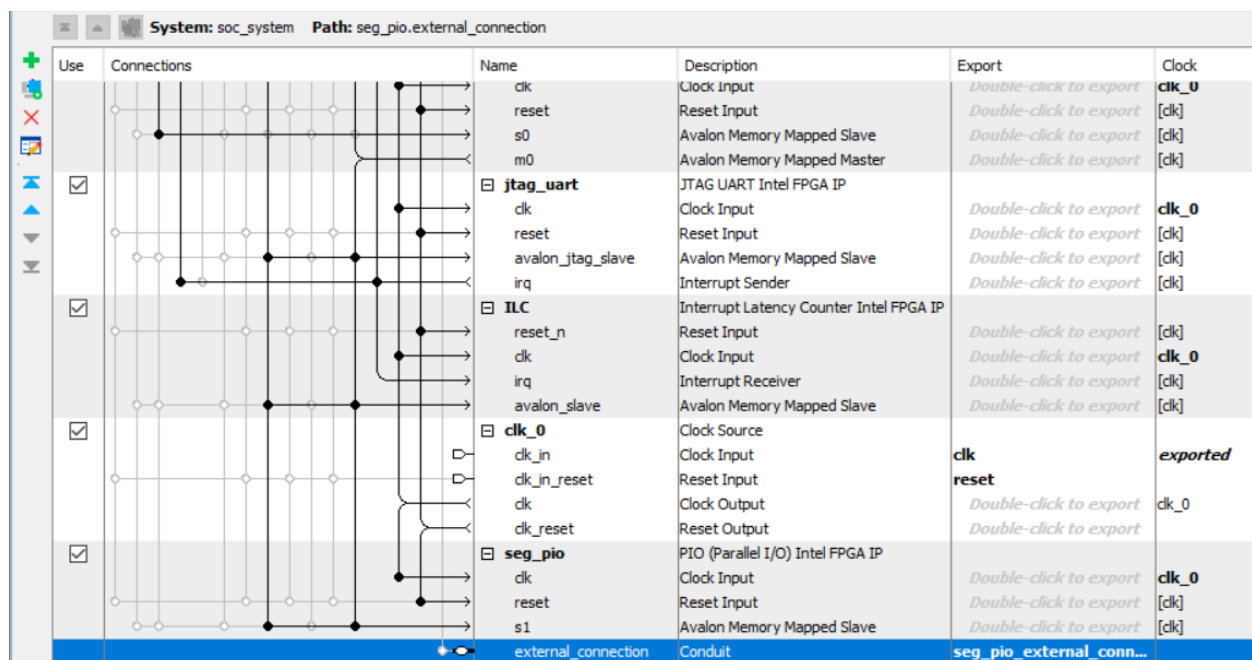 System: soc_system Path: seg_pio.external_connection
Use Connections Name Description Export Clock
clk Clock Input Double-click to export clk_0
reset Reset Input Double-click to export [clk]
s0 Avalon Memory Mapped Slave Double-click to export [clk]
m0 Avalon Memory Mapped Master Double-click to export [clk]
jtag_uart JTAG UART Intel FPGA IP
clk Clock Input Double-click to export clk_0
reset Reset Input Double-click to export [clk]
avalon_jtag_slave Avalon Memory Mapped Slave Double-click to export [clk]
irq Interrupt Sender Double-click to export [clk]
ILC Interrupt Latency Counter Intel FPGA IP
reset_n Reset Input Double-click to export [clk]
clk Clock Input Double-click to export clk_0
irq Interrupt Receiver Double-click to export [clk]
avalon_slave Avalon Memory Mapped Slave Double-click to export [clk]
clk_0 Clock Source
clk_in Clock Input clk exported
clk_in_reset Reset Input reset
clk Clock Output Double-click to export clk_0
clk_reset Reset Output Double-click to export
seg_pio PIO (Parallel I/O) Intel FPGA IP
clk Clock Input Double-click to export clk_0
reset Reset Input Double-click to export [clk]
s1 Avalon Memory Mapped Slave Double-click to export [clk]
external_connection Conduit seg_pio_external_conn...